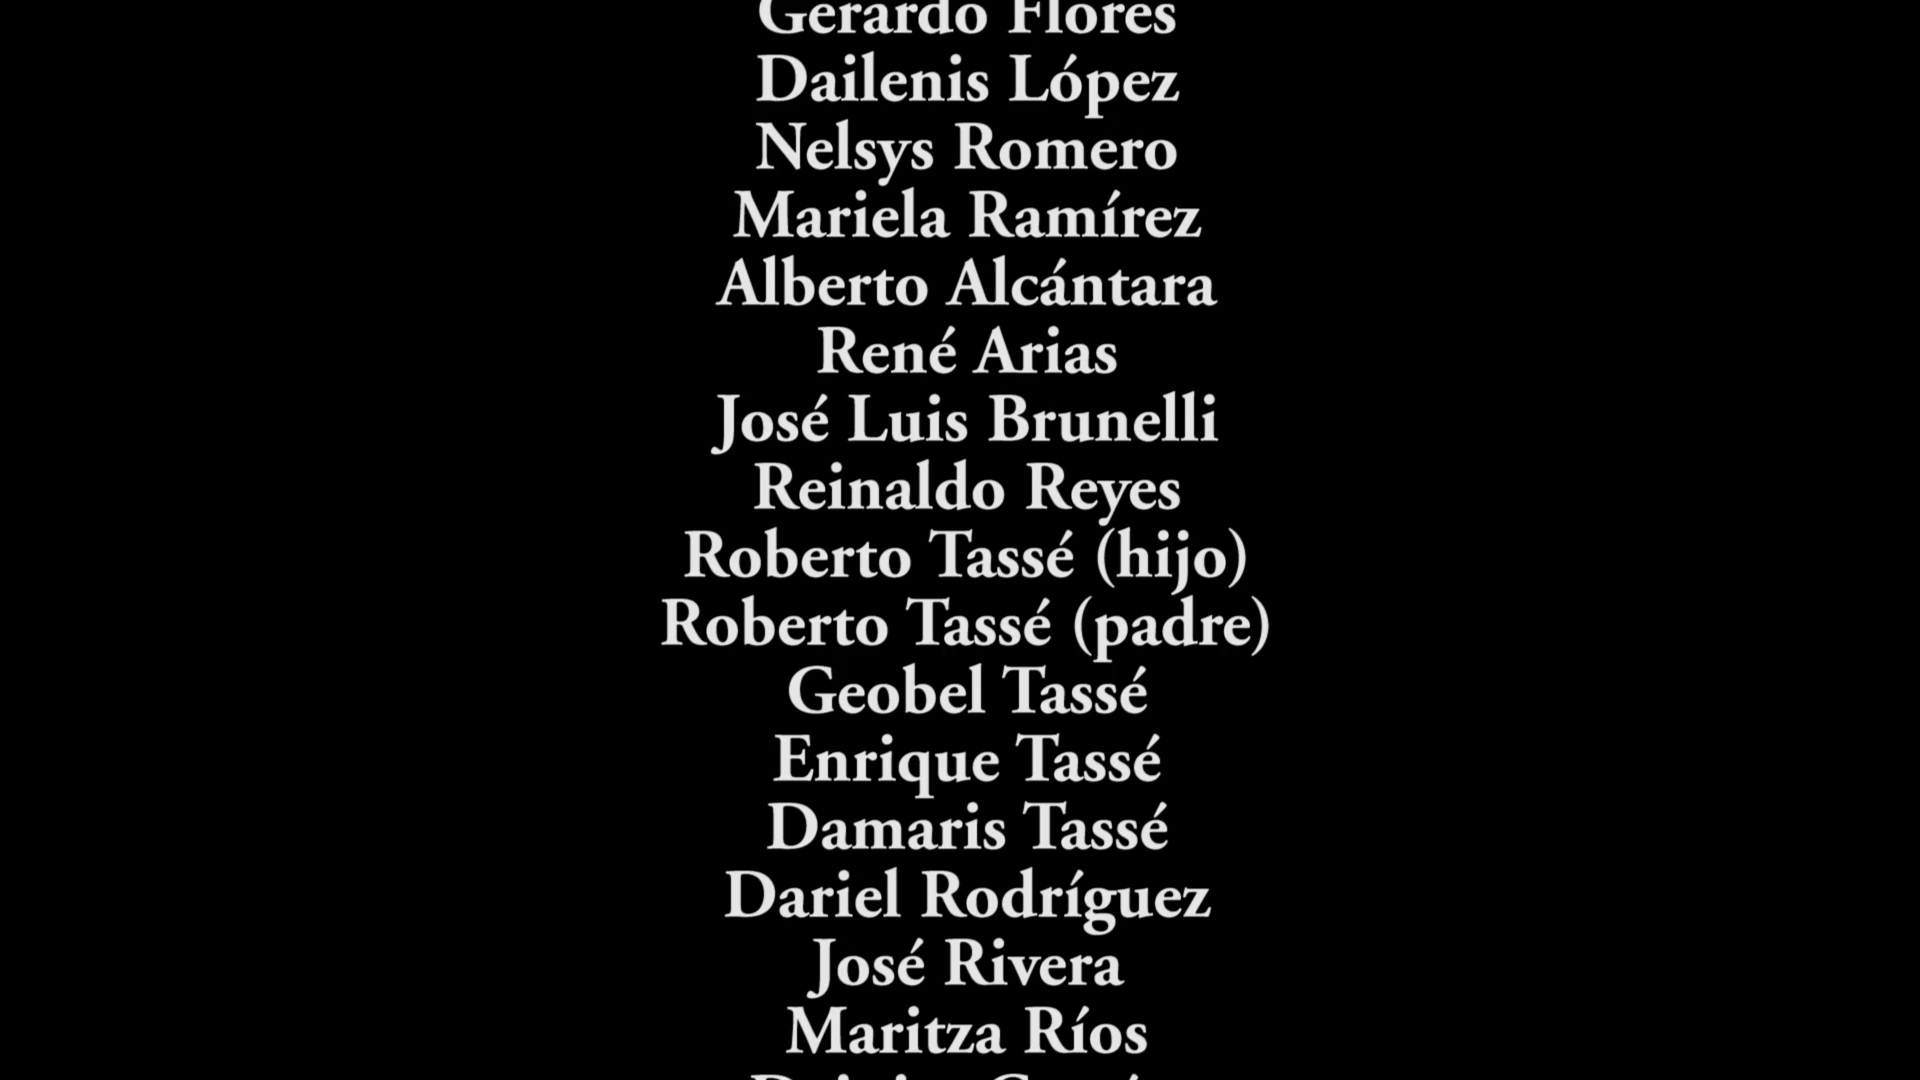 Gerardo Flores
Dailenis López
Nelsys Romero
Mariela Ramírez
Alberto Alcántara
René Arias
José Luis Brunelli
Reinaldo Reyes
Roberto Tassé (hijo)
Roberto Tassé (padre)
Geobel Tassé
Enrique Tassé
Damaris Tassé
Dariel Rodríguez
José Rivera
Maritza Ríos